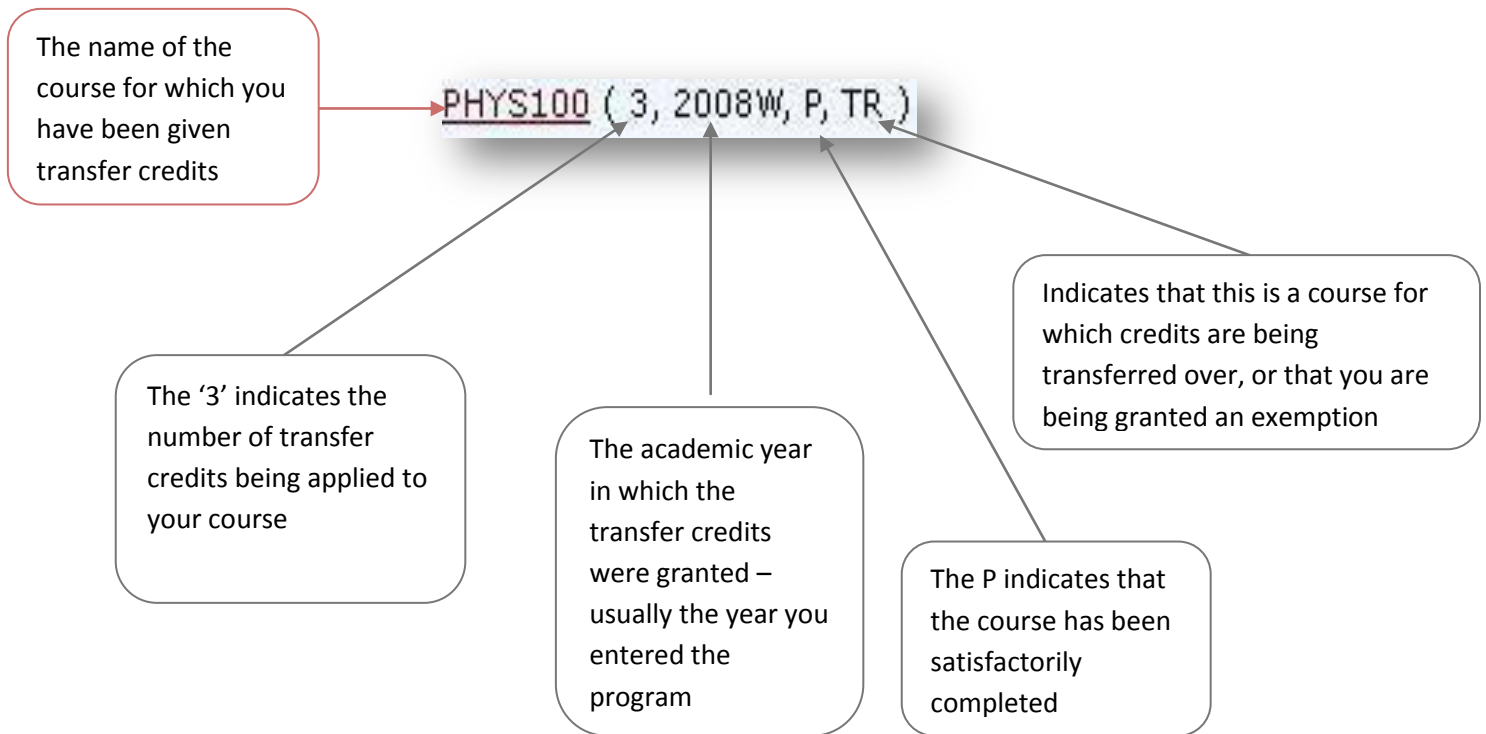 The name of the
course for which you
have been given
transfer credits
PHYS100 ( 3, 2008W, P, TR )
The ‘3’ indicates the
number of transfer
credits being applied to
your course
The academic year
in which the
transfer credits
were granted –
usually the year you
entered the
program
The P indicates that
the course has been
satisfactorily
completed
Indicates that this is a course for
which credits are being
transferred over, or that you are
being granted an exemption